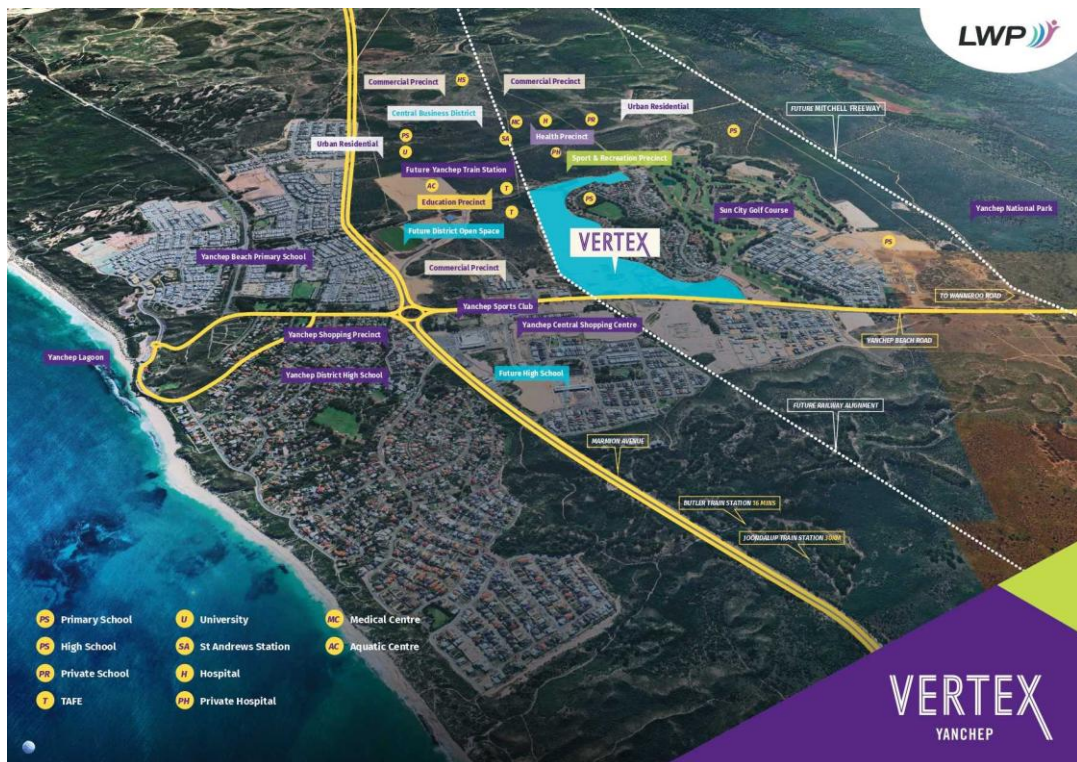 LWP
Commercial Precinct
HS
Commercial Precinct
Urban Residential
FUTURE MITCHELL FREEWAY
Central Business District
MC
H
PR
PS
PS
SA
Health Precinct
Urban Residential
U
PH
Sport & Recreation Precinct
Future Yanchep Train Station
AC
T
PS
Education Precinct
T
Sun City Golf Course
Yanchep National Park
Future District Open Space
VERTEX
PS
Yanchep Beach Primary School
Commercial Precinct
TO WANNEROO ROAD
Yanchep Sports Club
Yanchep Central Shopping Centre
Yanchep Shopping Precinct
YANCHEP BEACH ROAD
Yanchep Lagoon
Yanchep District High School
Future High School
FUTURE RAILWAY ALIGNMENT
MARMION AVENUE
BUTLER TRAIN STATION 16 MINS
JOONDALUP TRAIN STATION
PS Primary School
PS High School
PR Private School
T TAFE
U University
SA St Andrews Station
H Hospital
PH Private Hospital
MC Medical Centre
AC Aquatic Centre
VERTEX
YANCHEP